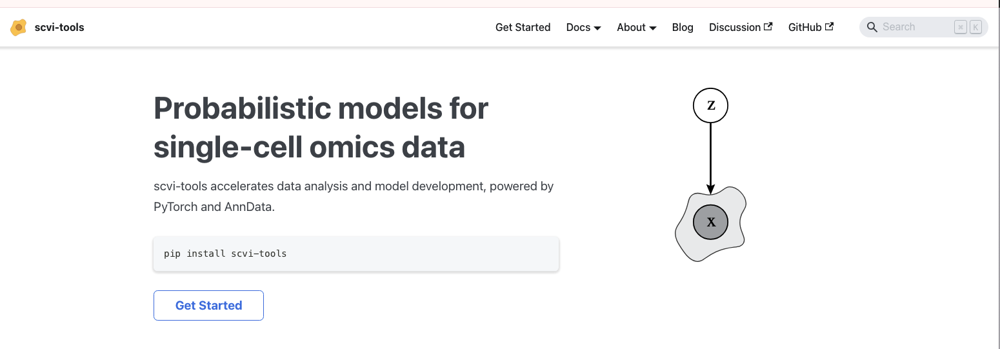 scvi-tools
Get Started Docs About Blog Discussion GitHub Search ⌘ K
Probabilistic models for
single-cell omics data
scvi-tools accelerates data analysis and model development, powered by
PyTorch and AnnData.
pip install scvi-tools
Get Started
Z
X